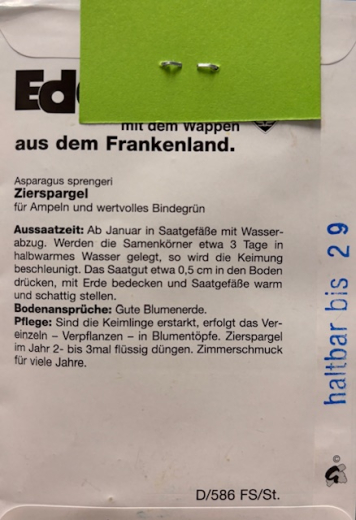 mit dem Wappen
aus dem Frankenland.
Asparagus sprengeri
Zierspargel
für Ampeln und wertvolles Bindegrün
Aussaatzeit: Ab Januar in Saatgefäße mit Wasser-
abzug. Werden die Samenkörner etwa 3 Tage in
halbwarmes Wasser gelegt, so wird die Keimung
beschleunigt. Das Saatgut etwa 0,5 cm in den Boden
drücken, mit Erde bedecken und Saatgefäße warm
und schattig stellen.
Bodenansprüche: Gute Blumenerde.
Pflege: Sind die Keimlinge erstarkt, erfolgt das Ver-
einzeln – Verpflanzen – in Blumentöpfe. Zierspargel
im Jahr 2- bis 3mal flüssig düngen. Zimmerschmuck
für viele Jahre.
haltbar bis 29
D/586 FS/St.